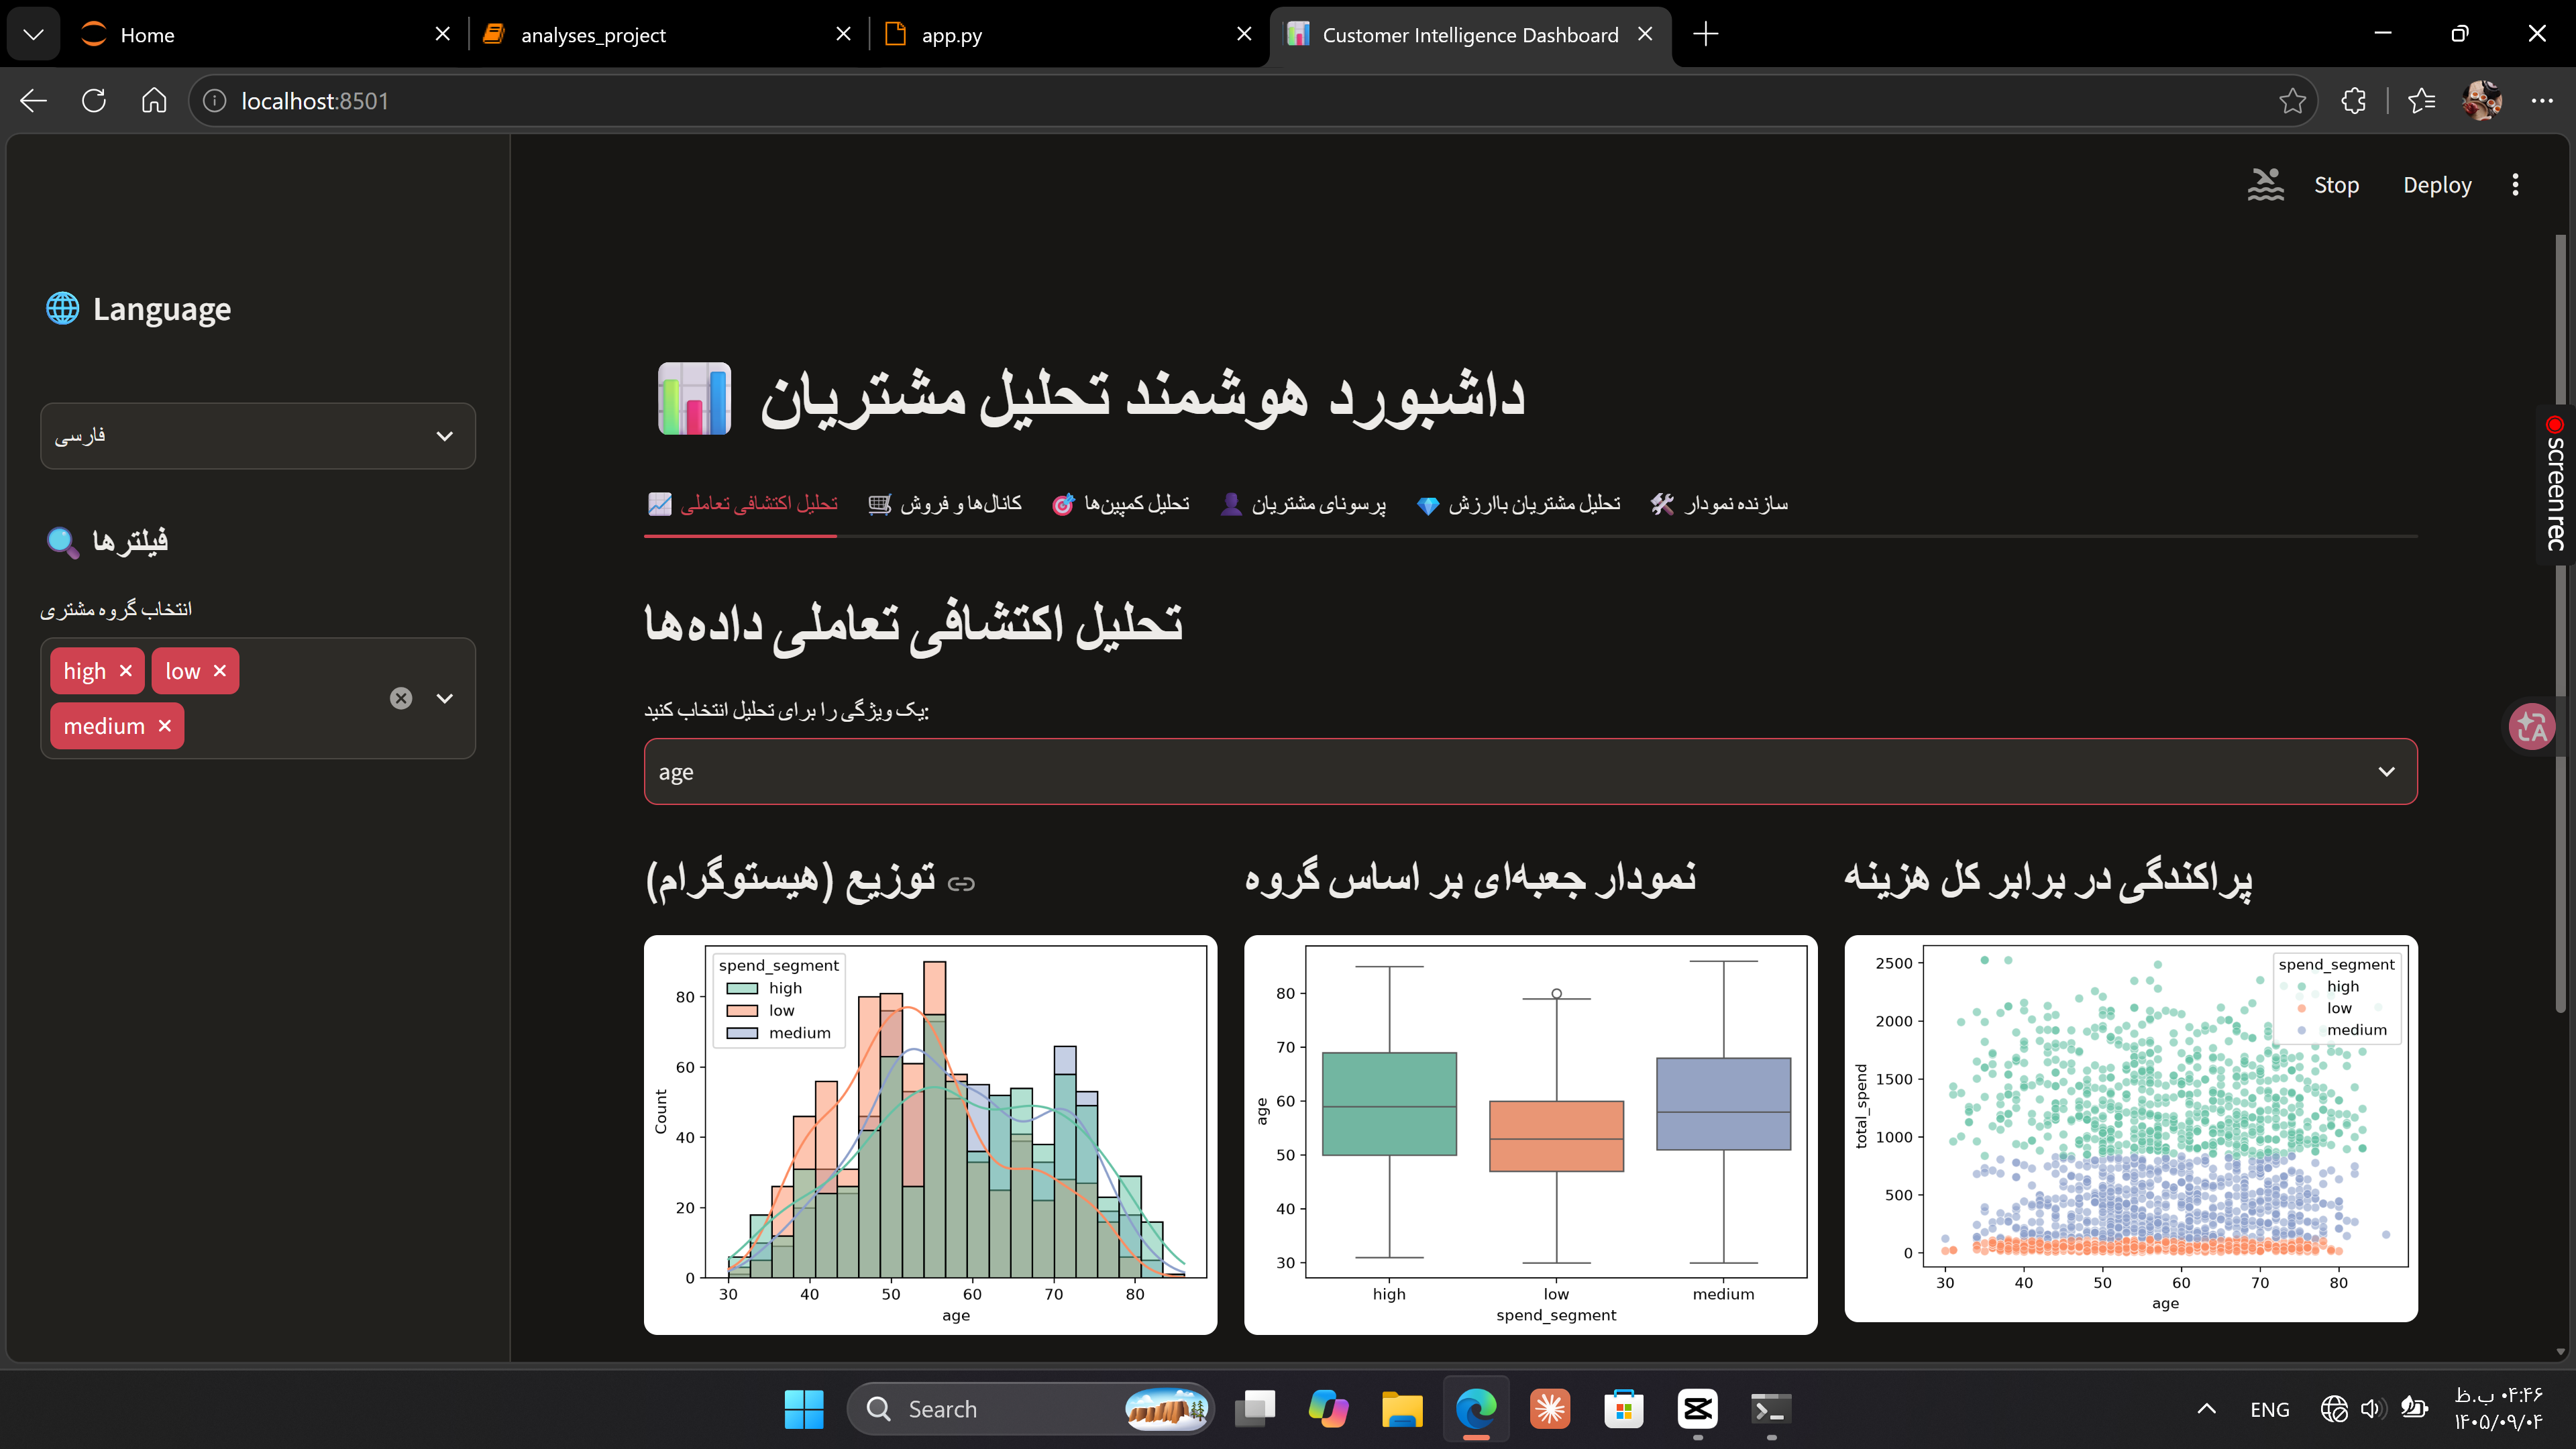 Home
analyses_project
app.py
Customer Intelligence Dashboard
localhost:8501
Stop
Deploy
Language
فارسی
فیلترها
انتخاب گروه مشتری
high
low
medium
داشبورد هوشمند تحلیل مشتریان
تحلیل اکتشافی تعاملی
کانال‌ها و فروش
تحلیل کمپین‌ها
پرسونای مشتریان
تحلیل مشتریان باارزش
سازنده نمودار
تحلیل اکتشافی تعاملی داده‌ها
یک ویژگی را برای تحلیل انتخاب کنید:
age
توزیع (هیستوگرام)
spend_segment
high
low
medium
Count
80
60
40
20
0
30 40 50 60 70 80
age
نمودار جعبه‌ای بر اساس گروه
age
80
70
60
50
40
30
high low medium
spend_segment
پراکندگی در برابر کل هزینه
spend_segment
high
low
medium
total_spend
2500
2000
1500
1000
500
0
30 40 50 60 70 80
age
screenrec
Search
ENG
۰۴:۴۶ ب.ظ
۱۴۰۵/۰۹/۰۴